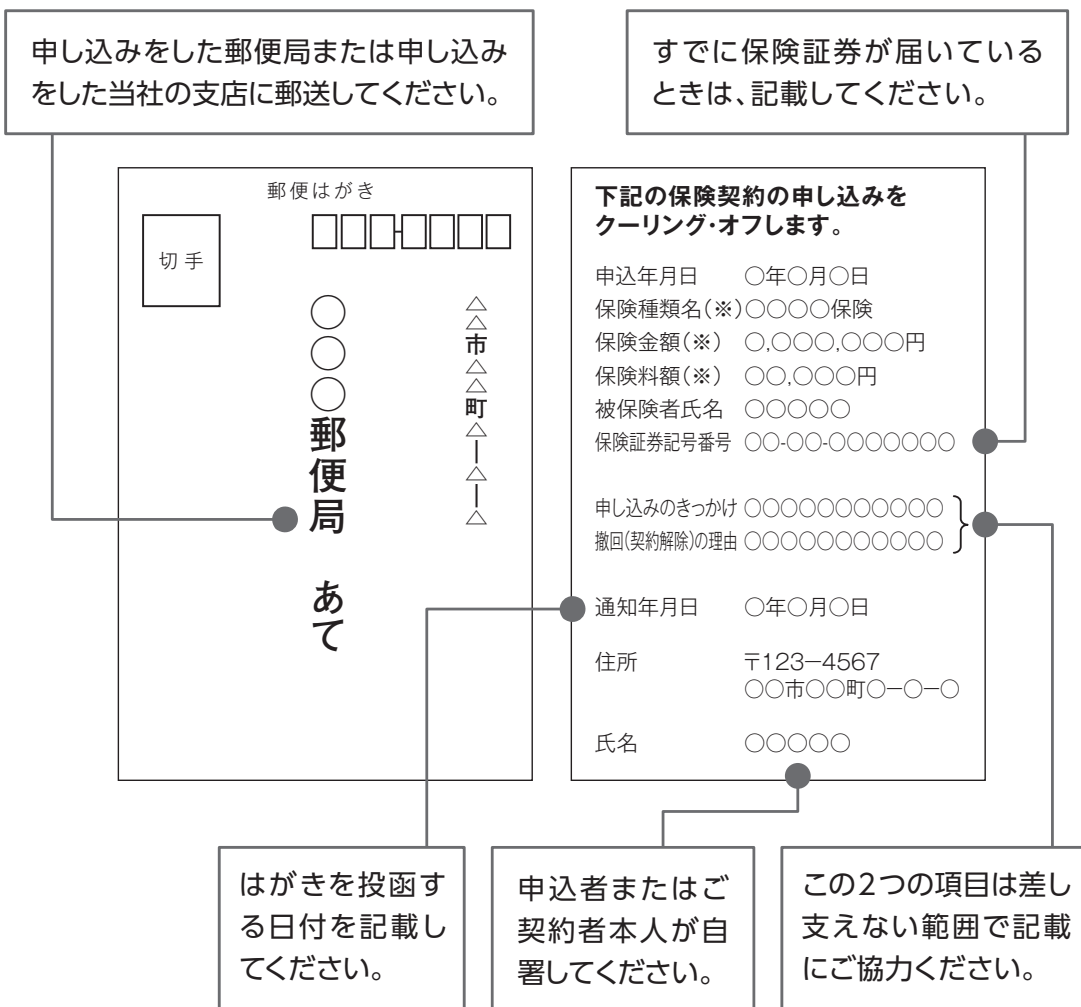 申し込みをした郵便局または申し込み
をした当社の支店に郵送してください。
すでに保険証券が届いている
ときは、記載してください。
郵便はがき
切手
△△市△△町△―△―△
○○○郵便局 あて
下記の保険契約の申し込みを
クーリング・オフします。
申込年月日 ○年○月○日
保険種類名(※)○○○○保険
保険金額(※) ○,○○○,○○○円
保険料額(※) ○○,○○○円
被保険者氏名 ○○○○○
保険証券記号番号 ○○-○○-○○○○○○○
申し込みのきっかけ ○○○○○○○○○○○
撤回(契約解除)の理由 ○○○○○○○○○○○
通知年月日 ○年○月○日
住所 〒123−4567
○○市○○町○−○−○
氏名 ○○○○○
はがきを投函す
る日付を記載し
てください。
申込者またはご
契約者本人が自
署してください。
この2つの項目は差し
支えない範囲で記載
にご協力ください。